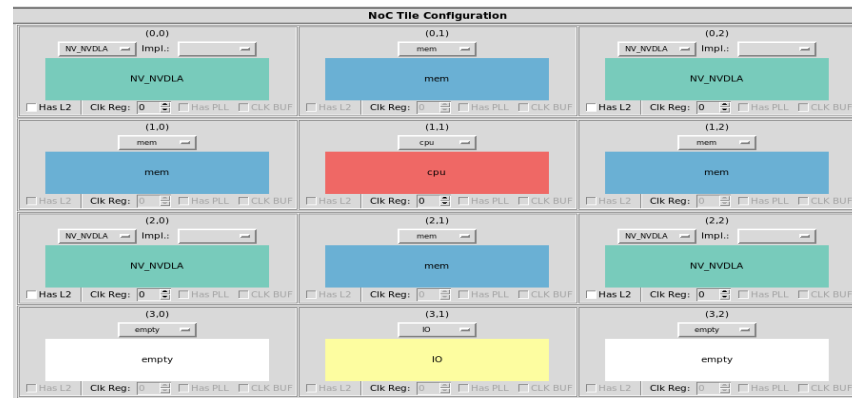 NoC Tile Configuration
(0,0) (0,1) (0,2)
NV_NVDLA Impl.: mem NV_NVDLA Impl.:
NV_NVDLA mem NV_NVDLA
Has L2 Clk Reg: 0 Has PLL CLK BUF Has L2 Clk Reg: 0 Has PLL CLK BUF Has L2 Clk Reg: 0 Has PLL CLK BUF
(1,0) (1,1) (1,2)
mem cpu mem
mem cpu mem
Has L2 Clk Reg: 0 Has PLL CLK BUF Has L2 Clk Reg: 0 Has PLL CLK BUF Has L2 Clk Reg: 0 Has PLL CLK BUF
(2,0) (2,1) (2,2)
NV_NVDLA Impl.: mem NV_NVDLA Impl.:
NV_NVDLA mem NV_NVDLA
Has L2 Clk Reg: 0 Has PLL CLK BUF Has L2 Clk Reg: 0 Has PLL CLK BUF Has L2 Clk Reg: 0 Has PLL CLK BUF
(3,0) (3,1) (3,2)
empty IO empty
empty IO empty
Has L2 Clk Reg: 0 Has PLL CLK BUF Has L2 Clk Reg: 0 Has PLL CLK BUF Has L2 Clk Reg: 0 Has PLL CLK BUF